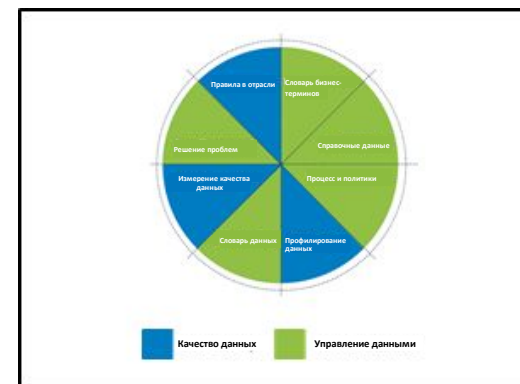 Правила в отрасли
Словарь бизнес-
терминов
Решение проблем
Справочные данные
Измерение качества
данных
Процесс и политики
Словарь данных
Профилирование
данных
Качество данных
Управление данными